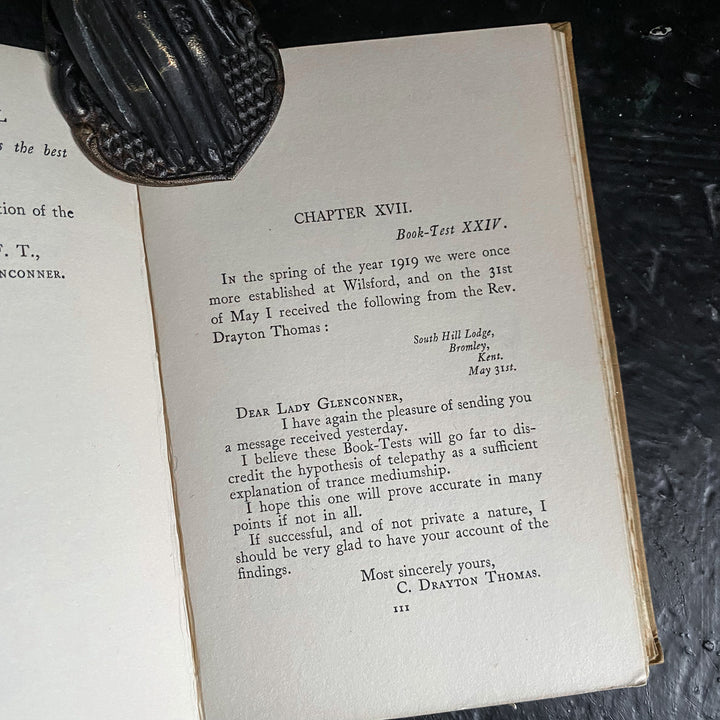 the best
tion of the
F. T.,
NCONNER.
CHAPTER XVII.
Book-Test XXIV.
In the spring of the year 1919 we were once
more established at Wilsford, and on the 31st
of May I received the following from the Rev.
Drayton Thomas :
South Hill Lodge,
Bromley,
Kent.
May 31st.
Dear Lady Glenconner,
I have again the pleasure of sending you
a message received yesterday.
I believe these Book-Tests will go far to dis-
credit the hypothesis of telepathy as a sufficient
explanation of trance mediumship.
I hope this one will prove accurate in many
points if not in all.
If successful, and of not private a nature, I
should be very glad to have your account of the
findings.
Most sincerely yours,
C. Drayton Thomas.
111